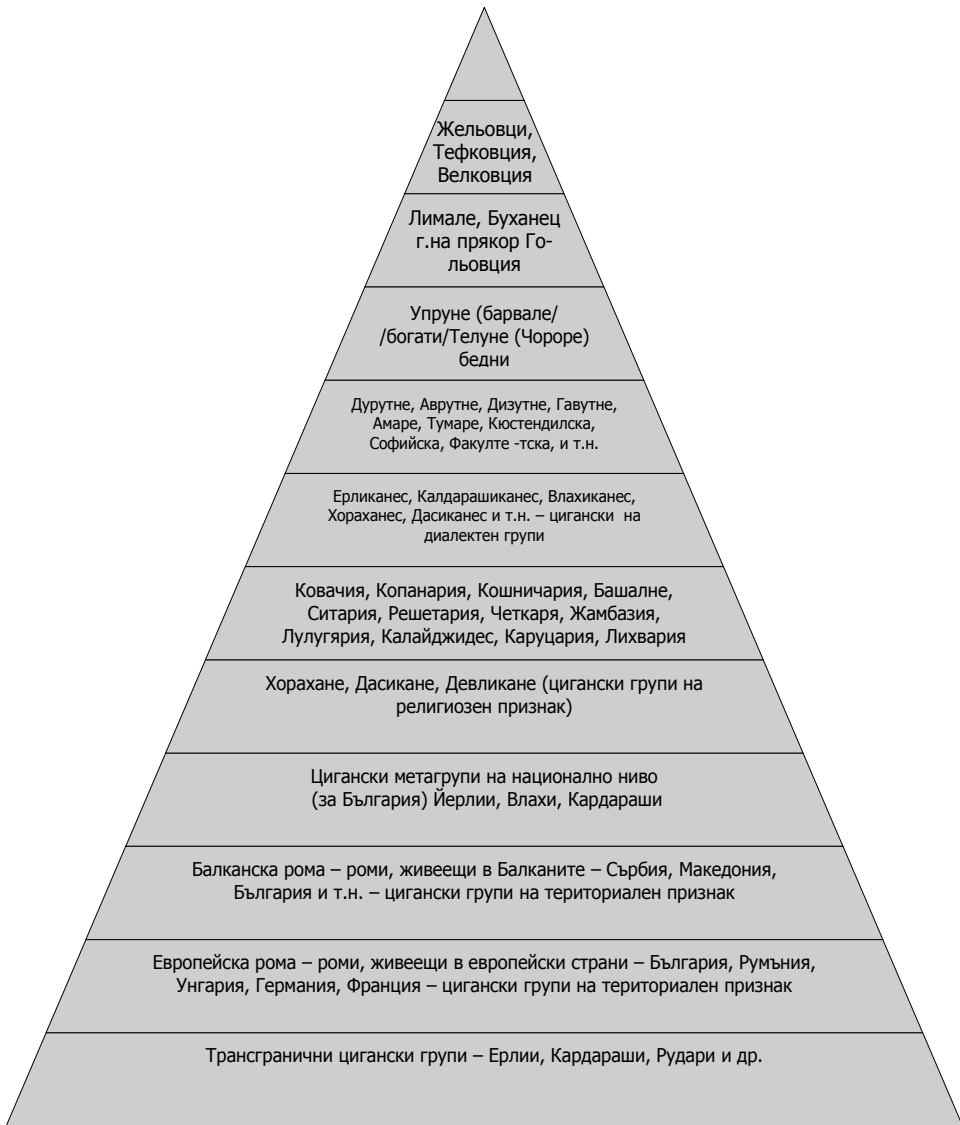 Жельовци,
Тефковция,
Велковция
Лимале, Буханец
г.на прякор Го-
льовция
Упруне (барвале/
/богати/Телуне (Чороре)
бедни
Дурутне, Аврутне, Дизутне, Гавутне,
Амаре, Тумаре, Кюстендилска,
Софийска, Факулте -тска, и т.н.
Ерликанес, Калдарашиканес, Влахиканес,
Хораханес, Дасиканес и т.н. – цигански на
диалектен групи
Ковачия, Копанария, Кошничария, Башалне,
Ситария, Решетария, Четкаря, Жамбазия,
Лулугярия, Калайджидес, Каруцария, Лихвария
Хорахане, Дасикане, Девликане (цигански групи на
религиозен признак)
Цигански метагрупи на национално ниво
(за България) Йерлии, Влахи, Кардараши
Балканска рома – роми, живеещи в Балканите – Сърбия, Македония,
България и т.н. – цигански групи на териториален признак
Европейска рома – роми, живеещи в европейски страни – България, Румъния,
Унгария, Германия, Франция – цигански групи на териториален признак
Трансгранични цигански групи – Ерлии, Кардараши, Рудари и др.